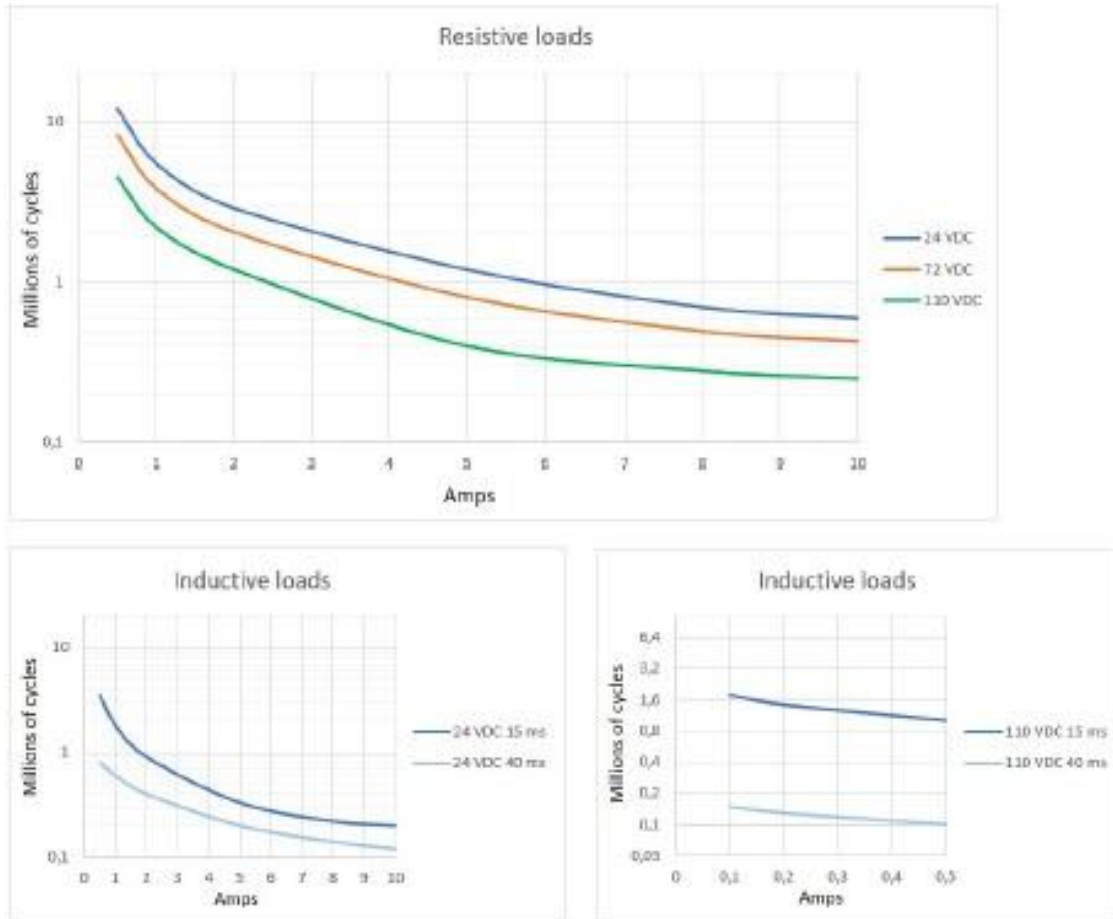 Resistive loads
Millions of cycles
10
1
0,1
0 1 2 3 4 5 6 7 8 9 10
Amps
24 VDC
72 VDC
110 VDC
Inductive loads
Millions of cycles
10
1
0,1
0 1 2 3 4 5 6 7 8 9 10
Amps
24 VDC 15 ms
24 VDC 40 ms
Inductive loads
Millions of cycles
6,4
3,2
1,6
0,8
0,4
0,2
0,1
0,05
0 0,1 0,2 0,3 0,4 0,5
Amps
110 VDC 15 ms
110 VDC 40 ms